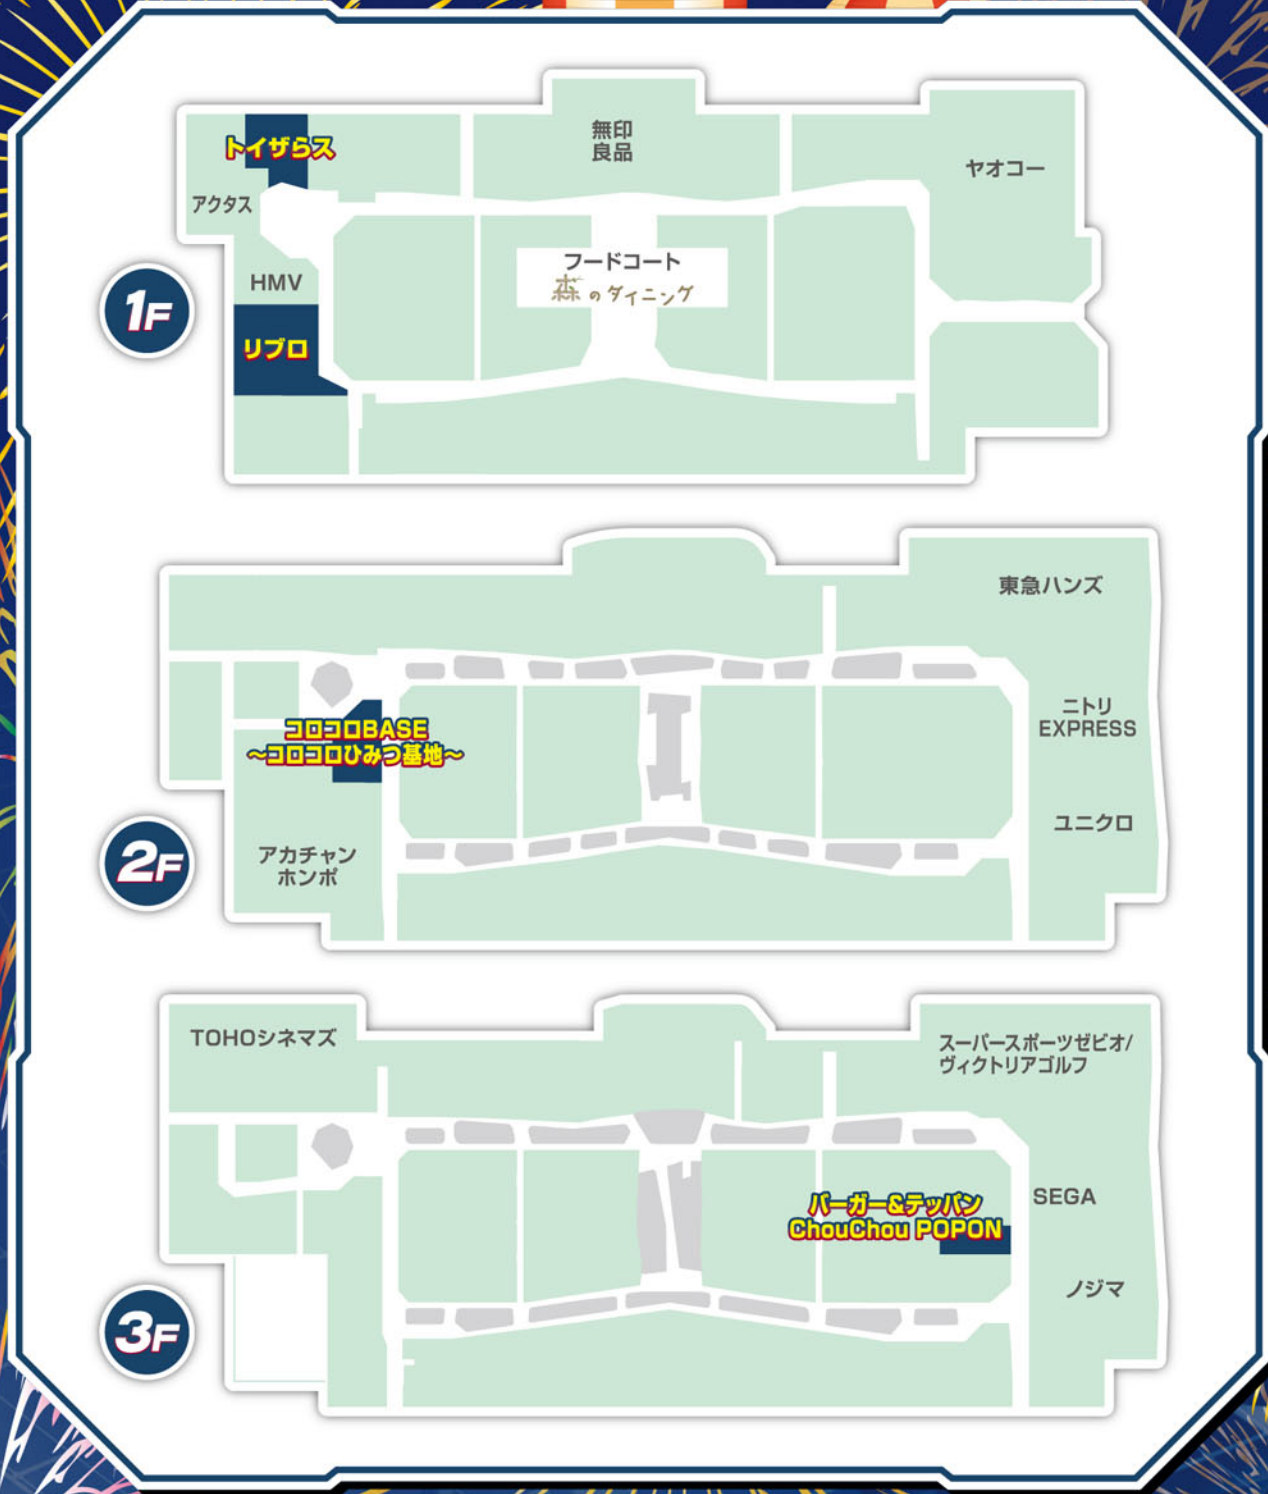 トイザらス
無印
良品
ヤオコー
アクタス
フードコート
森のダイニング
HMV
1F
リブロ
東急ハンズ
ニトリ
EXPRESS
コロコロBASE
〜コロコロひみつ基地〜
ユニクロ
アカチャン
ホンポ
2F
TOHOシネマズ
スーパースポーツゼビオ/
ヴィクトリアゴルフ
バーガー&テッパン
ChouChou POPON
SEGA
ノジマ
3F